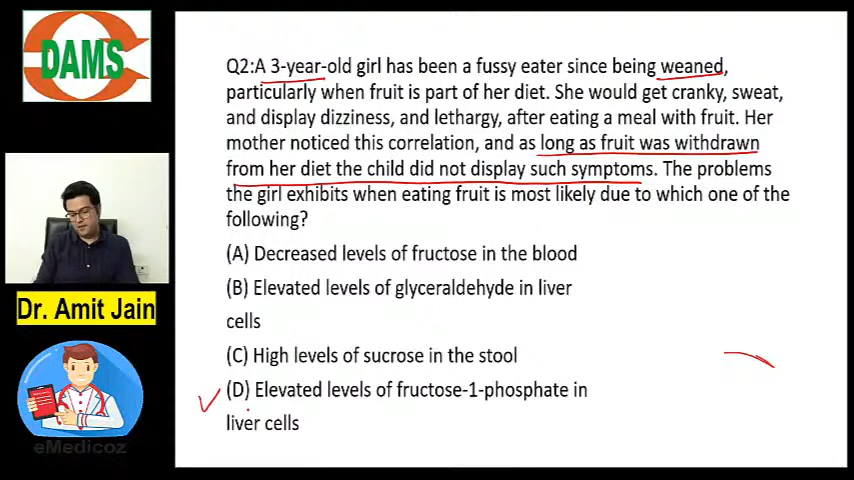 DAMS
Q2:A 3-year-old girl has been a fussy eater since being weaned,
particularly when fruit is part of her diet. She would get cranky, sweat,
and display dizziness, and lethargy, after eating a meal with fruit. Her
mother noticed this correlation, and as long as fruit was withdrawn
from her diet the child did not display such symptoms. The problems
the girl exhibits when eating fruit is most likely due to which one of the
following?
(A) Decreased levels of fructose in the blood
(B) Elevated levels of glyceraldehyde in liver
cells
(C) High levels of sucrose in the stool
(D) Elevated levels of fructose-1-phosphate in
liver cells
Dr. Amit Jain
eMedicoz